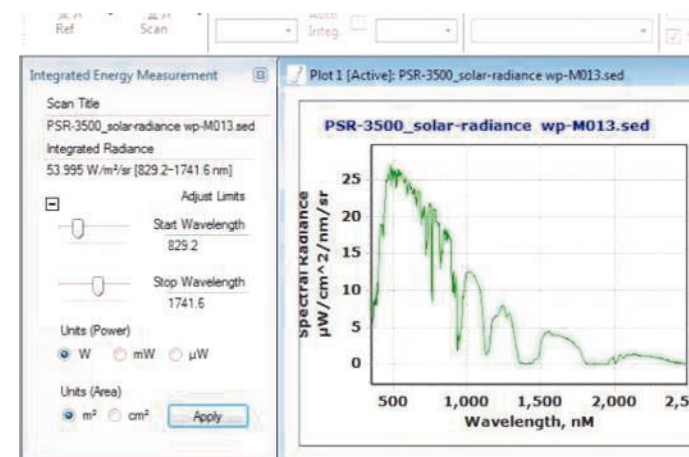 Ref
Scan
Auto
Integ.
Integrated Energy Measurement
Scan Title
PSR-3500_solar-radiance wp-M013.sed
Integrated Radiance
53.995 W/m²/sr [829.2-1741.6 nm]
Adjust Limits
Start Wavelength
829.2
Stop Wavelength
1741.6
Units (Power)
W mW µW
Units (Area)
m² cm² Apply
Plot 1 [Active]: PSR-3500_solar-radiance wp-M013.sed
PSR-3500_solar-radiance wp-M013.sed
Spectral Radiance
µW/cm^2/nm/sr
25
20
15
10
5
0
500 1,000 1,500 2,000 2,5
Wavelength, nM